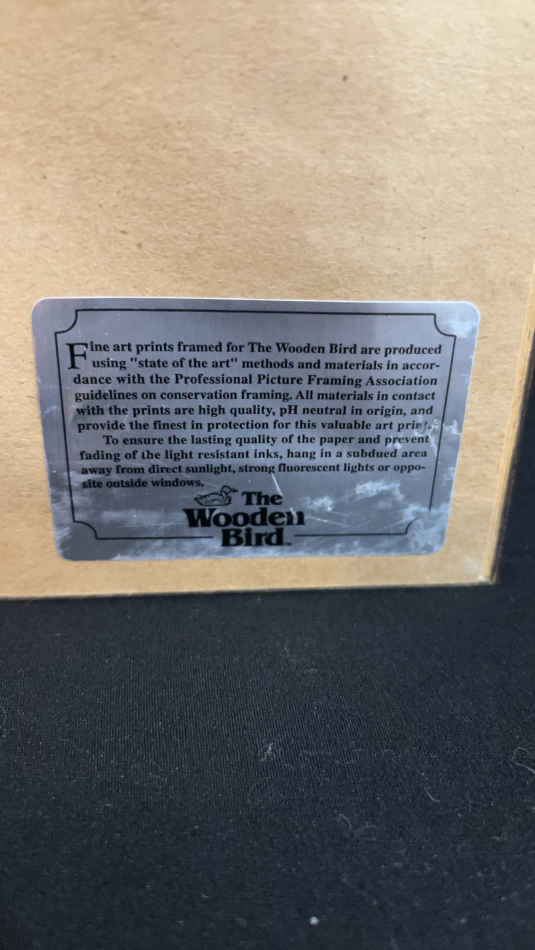 Fine art prints framed for The Wooden Bird are produced
using "state of the art" methods and materials in accor-
dance with the Professional Picture Framing Association
guidelines on conservation framing. All materials in contact
with the prints are high quality, pH neutral in origin, and
provide the finest in protection for this valuable art print.
To ensure the lasting quality of the paper and prevent
fading of the light resistant inks, hang in a subdued area
away from direct sunlight, strong fluorescent lights or oppo-
site outside windows.
The
Wooden
Bird™